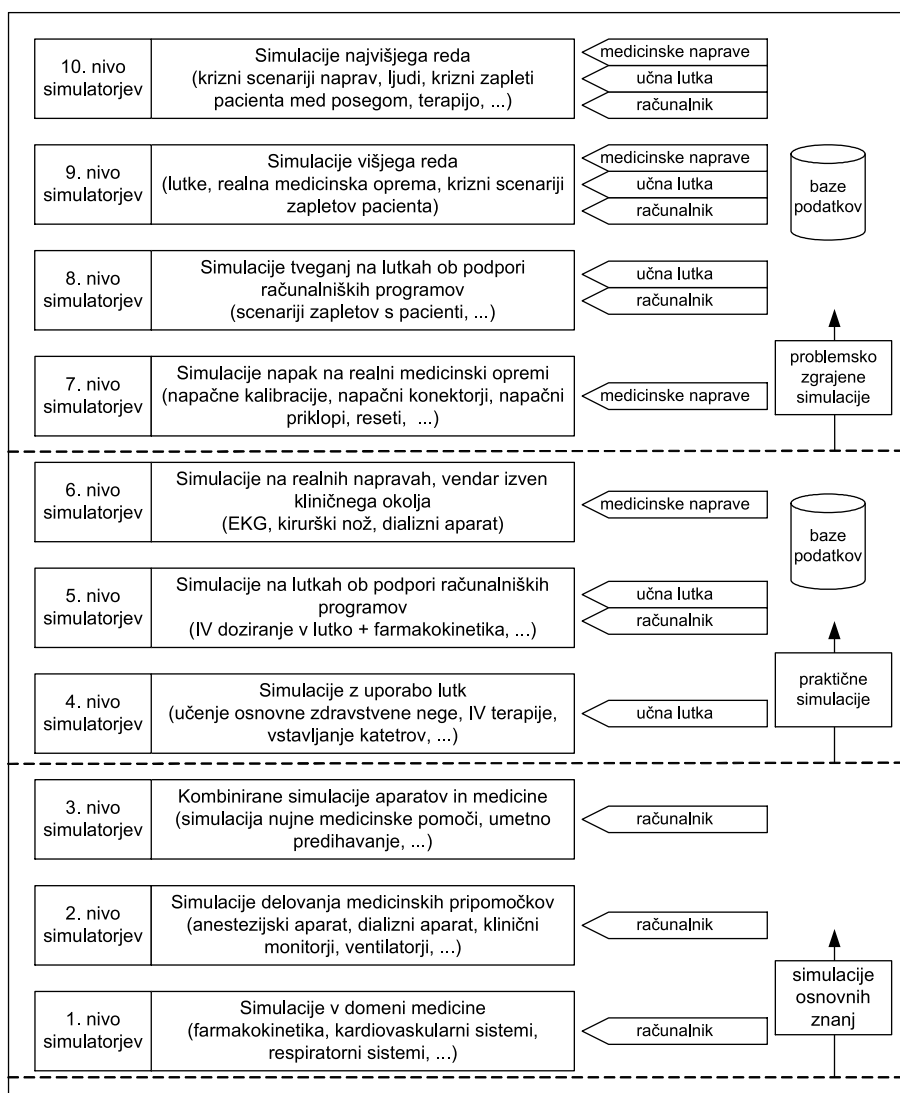 10. nivo
simulatorjev
Simulacije najvišjega reda
(krizni scenariji naprav, ljudi, krizni zapleti
pacienta med posegom, terapijo, ...)
medicinske naprave
učna lutka
računalnik
9. nivo
simulatorjev
Simulacije višjega reda
(lutke, realna medicinska oprema, krizni scenariji
zapletov pacienta)
medicinske naprave
učna lutka
računalnik
baze
podatkov
8. nivo
simulatorjev
Simulacije tveganj na lutkah ob podpori
računalniških programov
(scenariji zapletov s pacienti, ...)
učna lutka
računalnik
7. nivo
simulatorjev
Simulacije napak na realni medicinski opremi
(napačne kalibracije, napačni konektorji, napačni
priklopi, reseti, ...)
medicinske naprave
problemsko
zgrajene
simulacije
6. nivo
simulatorjev
Simulacije na realnih napravah, vendar izven
kliničnega okolja
(EKG, kirurški nož, dializni aparat)
medicinske naprave
baze
podatkov
5. nivo
simulatorjev
Simulacije na lutkah ob podpori računalniških
programov
(IV doziranje v lutko + farmakokinetika, ...)
učna lutka
računalnik
4. nivo
simulatorjev
Simulacije z uporabo lutk
(učenje osnovne zdravstvene nege, IV terapije,
vstavljanje katetrov, ...)
učna lutka
praktične
simulacije
3. nivo
simulatorjev
Kombinirane simulacije aparatov in medicine
(simulacija nujne medicinske pomoči, umetno
predihavanje, ...)
računalnik
2. nivo
simulatorjev
Simulacije delovanja medicinskih pripomočkov
(anestezijski aparat, dializni aparat, klinični
monitorji, ventilatorji, ...)
računalnik
1. nivo
simulatorjev
Simulacije v domeni medicine
(farmakokinetika, kardiovaskularni sistemi,
respiratorni sistemi, ...)
računalnik
simulacije
osnovnih
znanj